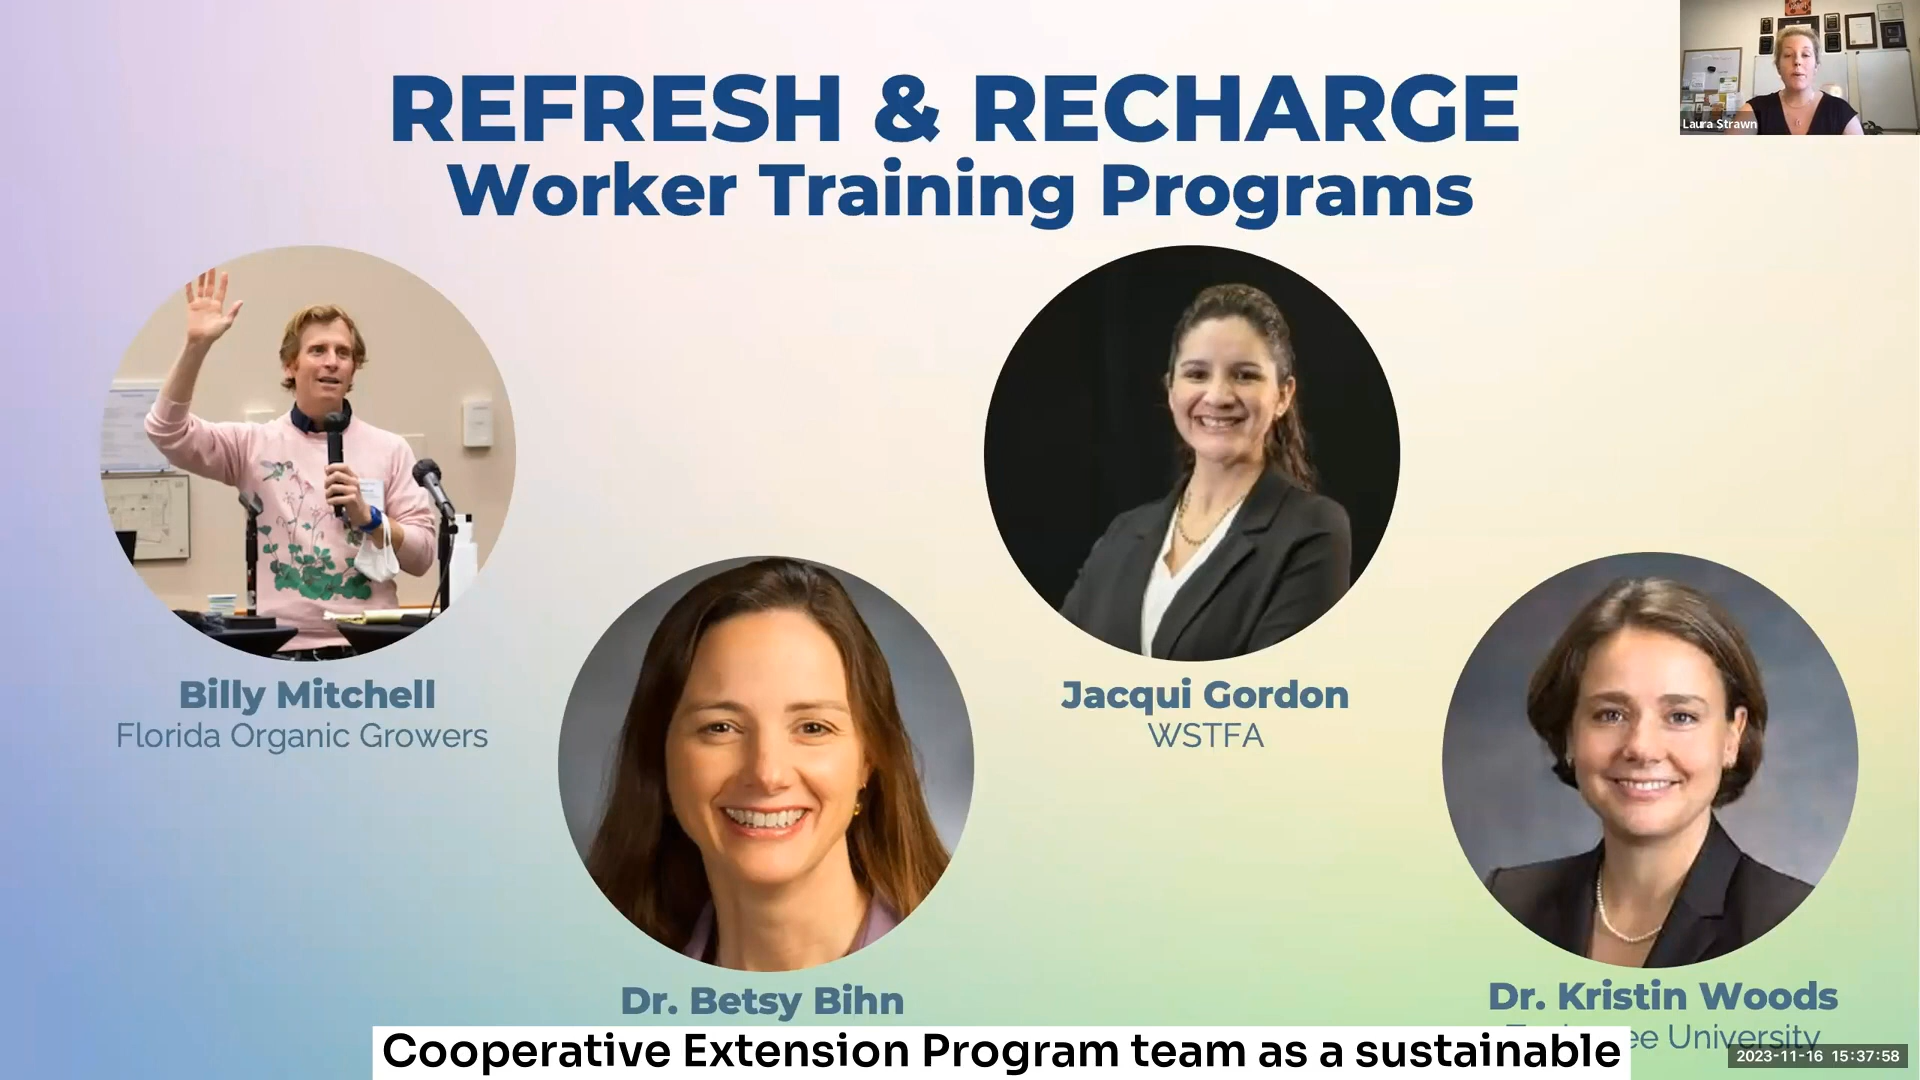 REFRESH & RECHARGE
Worker Training Programs
Laura Strawn
Billy Mitchell
Florida Organic Growers
Jacqui Gordon
WSTFA
Dr. Betsy Bihn
Dr. Kristin Woods
University
Cooperative Extension Program team as a sustainable
2023-11-16 15:37:58